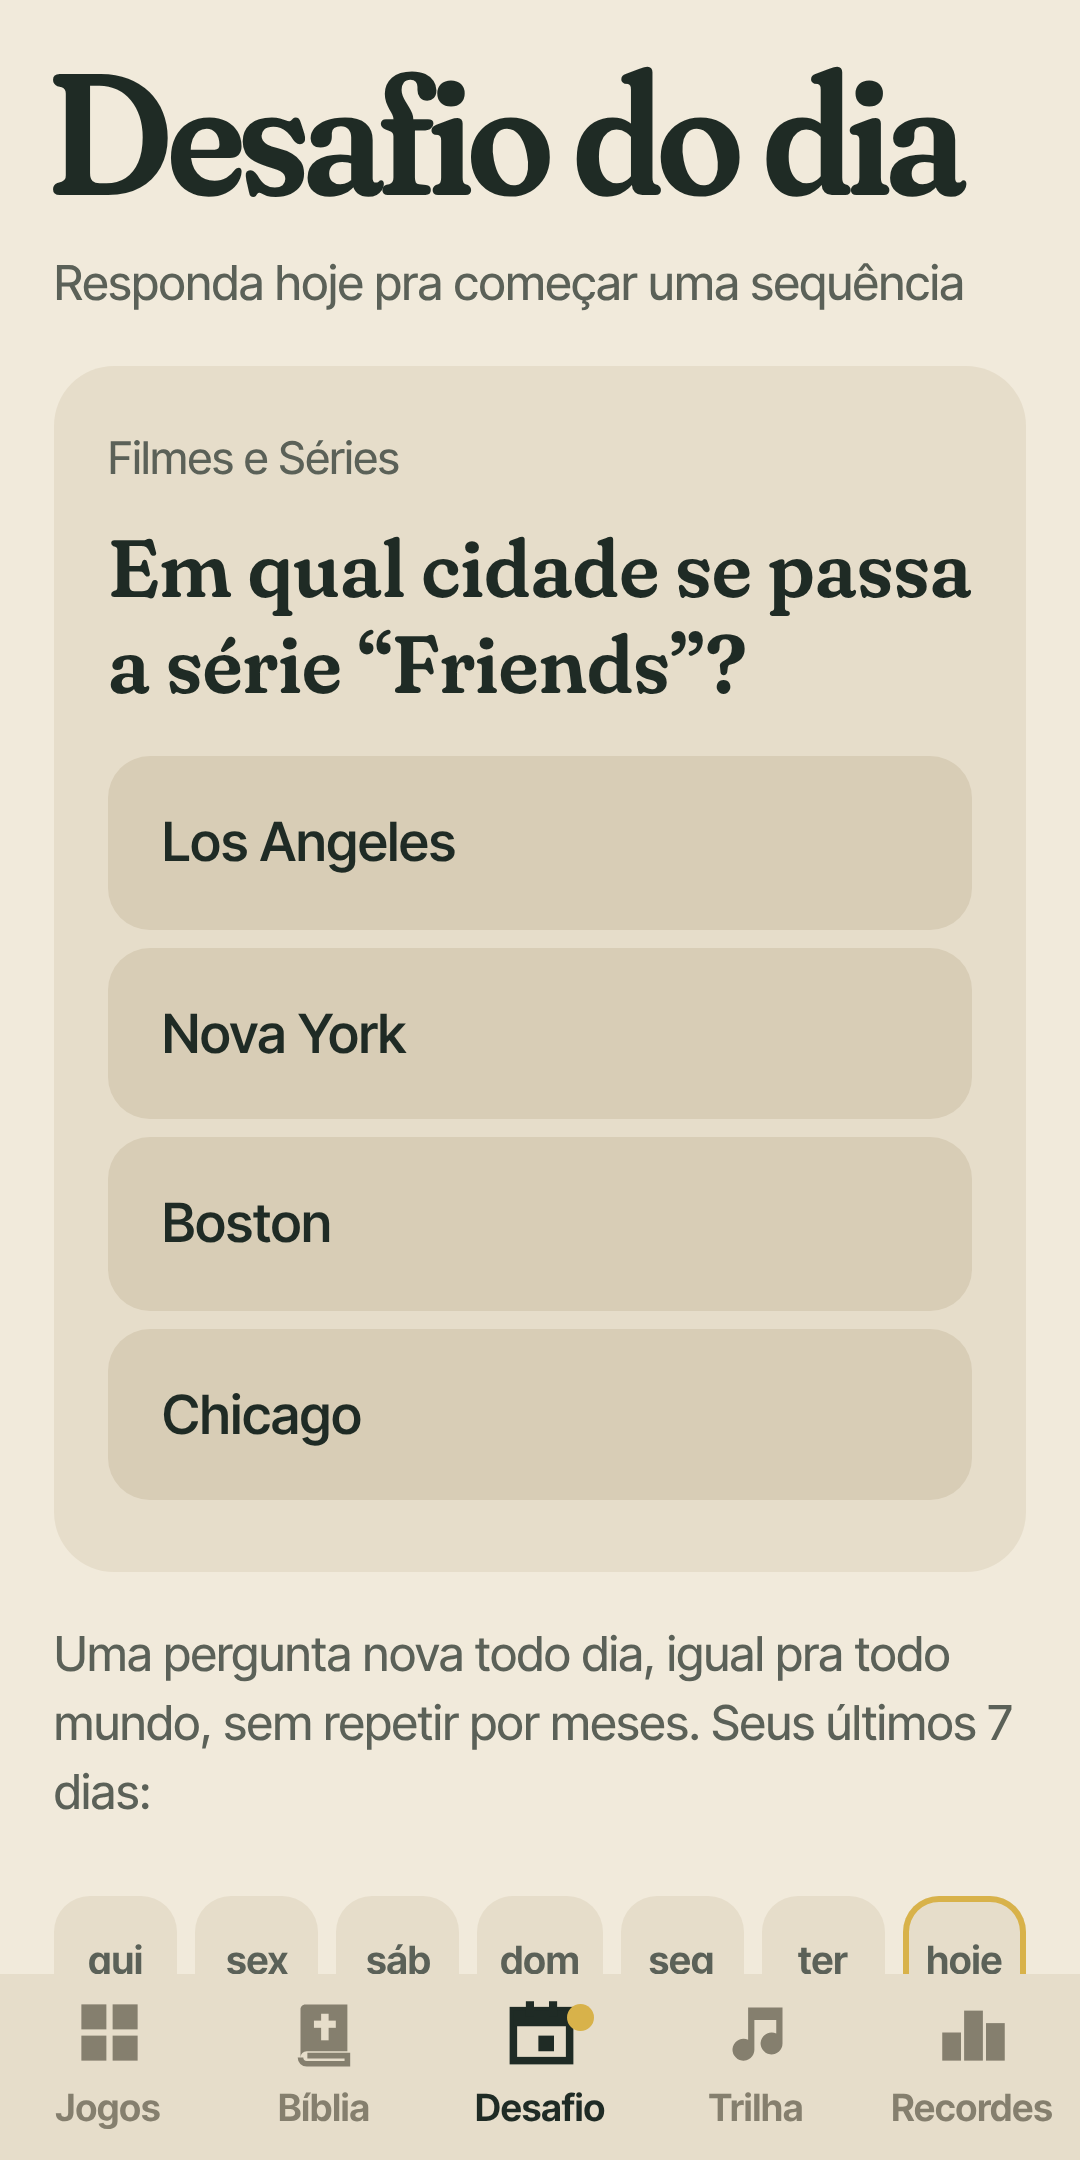 Desafio do dia
Responda hoje pra começar uma sequência
Filmes e Séries
Em qual cidade se passa
a série “Friends”?
Los Angeles
Nova York
Boston
Chicago
Uma pergunta nova todo dia, igual pra todo
mundo, sem repetir por meses. Seus últimos 7
dias:
qui sex sáb dom seg ter hoje
Jogos Bíblia Desafio Trilha Recordes